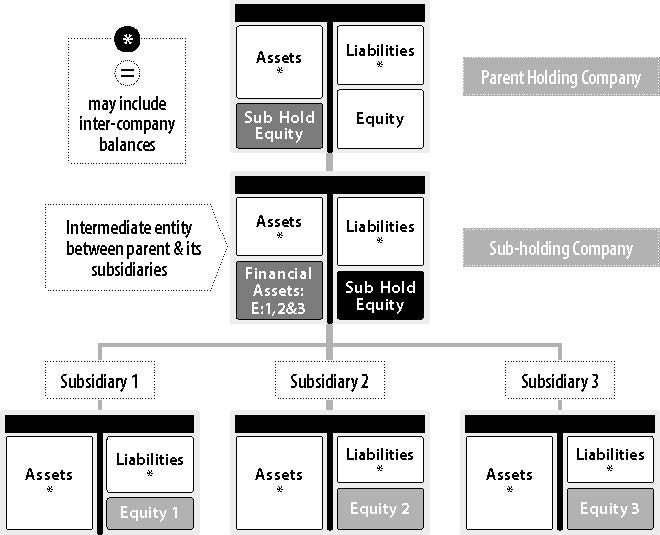 *
=
may include
inter-company
balances
Assets
*
Liabilities
*
Sub Hold
Equity
Equity
Parent Holding Company
Intermediate entity
between parent & its
subsidiaries
Assets
*
Liabilities
*
Financial
Assets:
E:1,2&3
Sub Hold
Equity
Sub-holding Company
Subsidiary 1
Subsidiary 2
Subsidiary 3
Assets
*
Liabilities
*
Equity 1
Assets
*
Liabilities
*
Equity 2
Assets
*
Liabilities
*
Equity 3